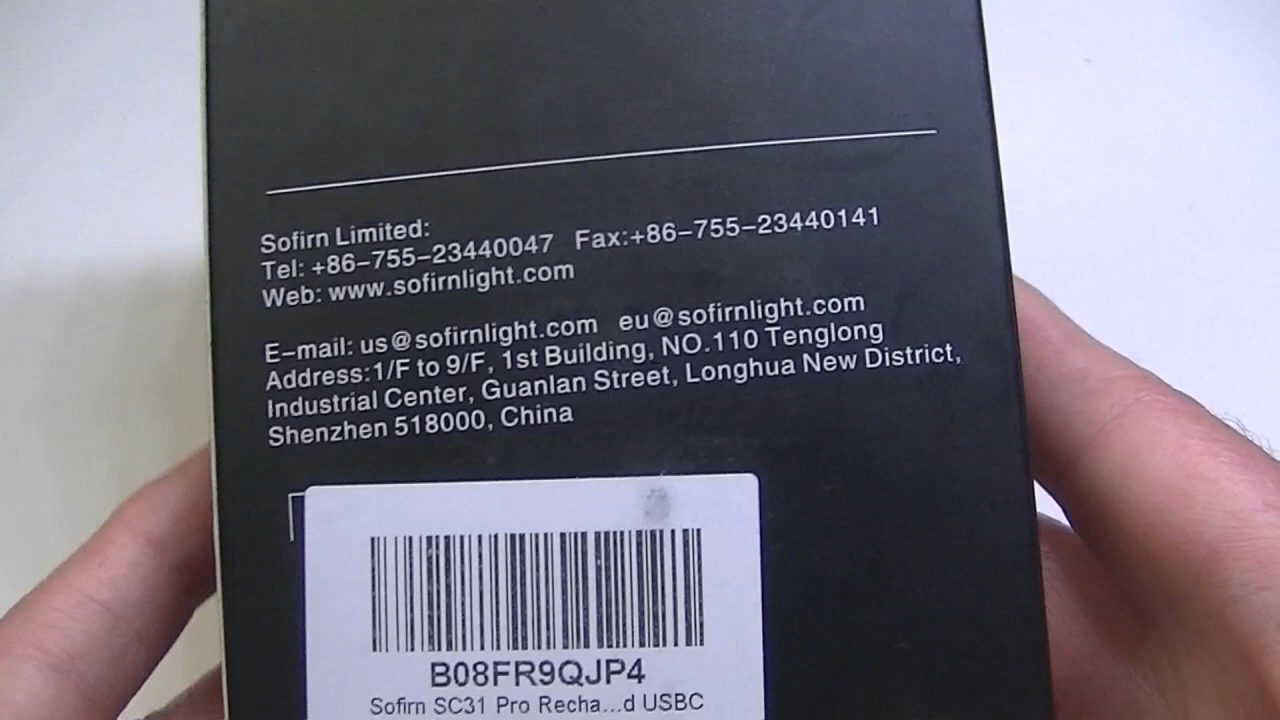 Sofirn Limited:
Tel: +86-755-23440047 Fax:+86-755-23440141
Web: www.sofirnlight.com
E-mail: us@sofirnlight.com eu@sofirnlight.com
Address:1/F to 9/F, 1st Building, NO.110 Tenglong
Industrial Center, Guanlan Street, Longhua New District,
Shenzhen 518000, China
B08FR9QJP4
Sofirn SC31 Pro Recha...d USBC